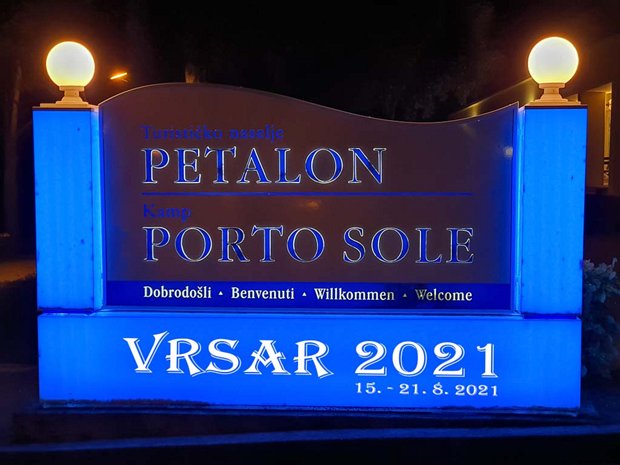 Turističko naselje
PETALON
Kamp
PORTO SOLE
Dobrodošli • Benvenuti • Willkommen • Welcome
VRSAR 2021
15. - 21. 8. 2021